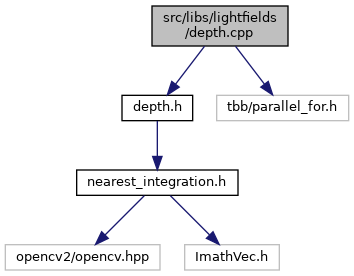 src/libs/lightfields
/depth.cpp
depth.h
tbb/parallel_for.h
nearest_integration.h
opencv2/opencv.hpp
ImathVec.h